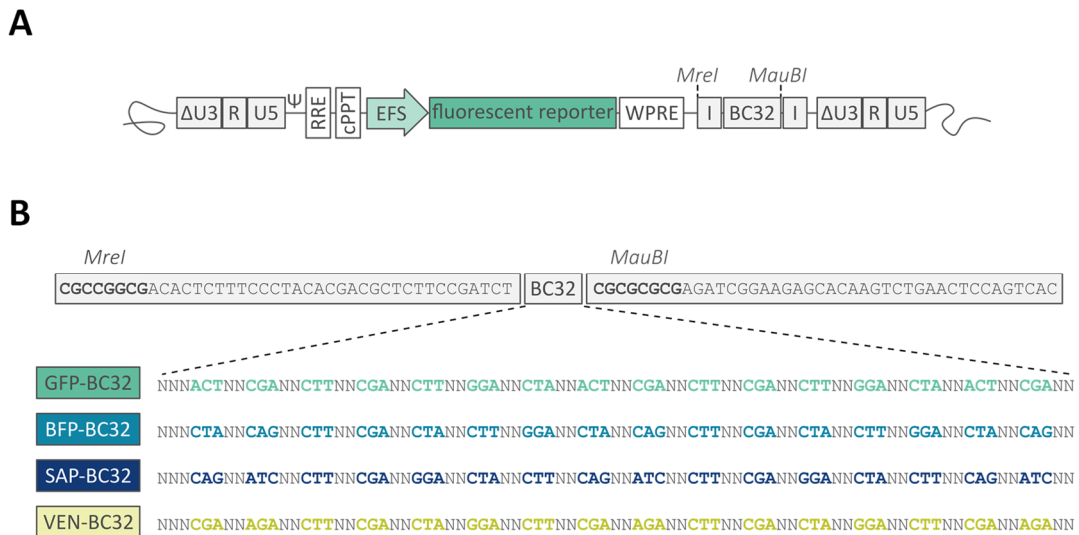 A
MreI MauBI
ΔU3 R U5 Ψ RRE cPPT EFS fluorescent reporter WPRE I BC32 I ΔU3 R U5
B
MreI MauBI
CGCCGGCGACACTCTTTCCCTACACGACGCTCTTCCGATCT BC32 CGCGCGCGAGATCGGAAGAGCACAAGTCTGAACTCCAGTCAC
GFP-BC32 NNNACTNNCGANNCTTNNCGANNCTTNNGGANNCTANNACTNNCGANNCTTNNCGANNCTTNNGGANNCTANNACTNNCGANN
BFP-BC32 NNNCTANNCAGNNCTTNNCGANNCTANNCTTNNGGANNCTANNCAGNNCTTNNCGANNCTANNCTTNNGGANNCTANNCAGNN
SAP-BC32 NNNCAGNNATCNNCTTNNCGANNGGANNCTANNCTTNNCAGNNATCNNCTTNNCGANNGGANNCTANNCTTNNCAGNNATCNN
VEN-BC32 NNNCGANNAGANNCTTNNCGANNCTANNGGANNCTTNNCGANNAGANNCTTNNCGANNCTANNGGANNCTTNNCGANNAGANN